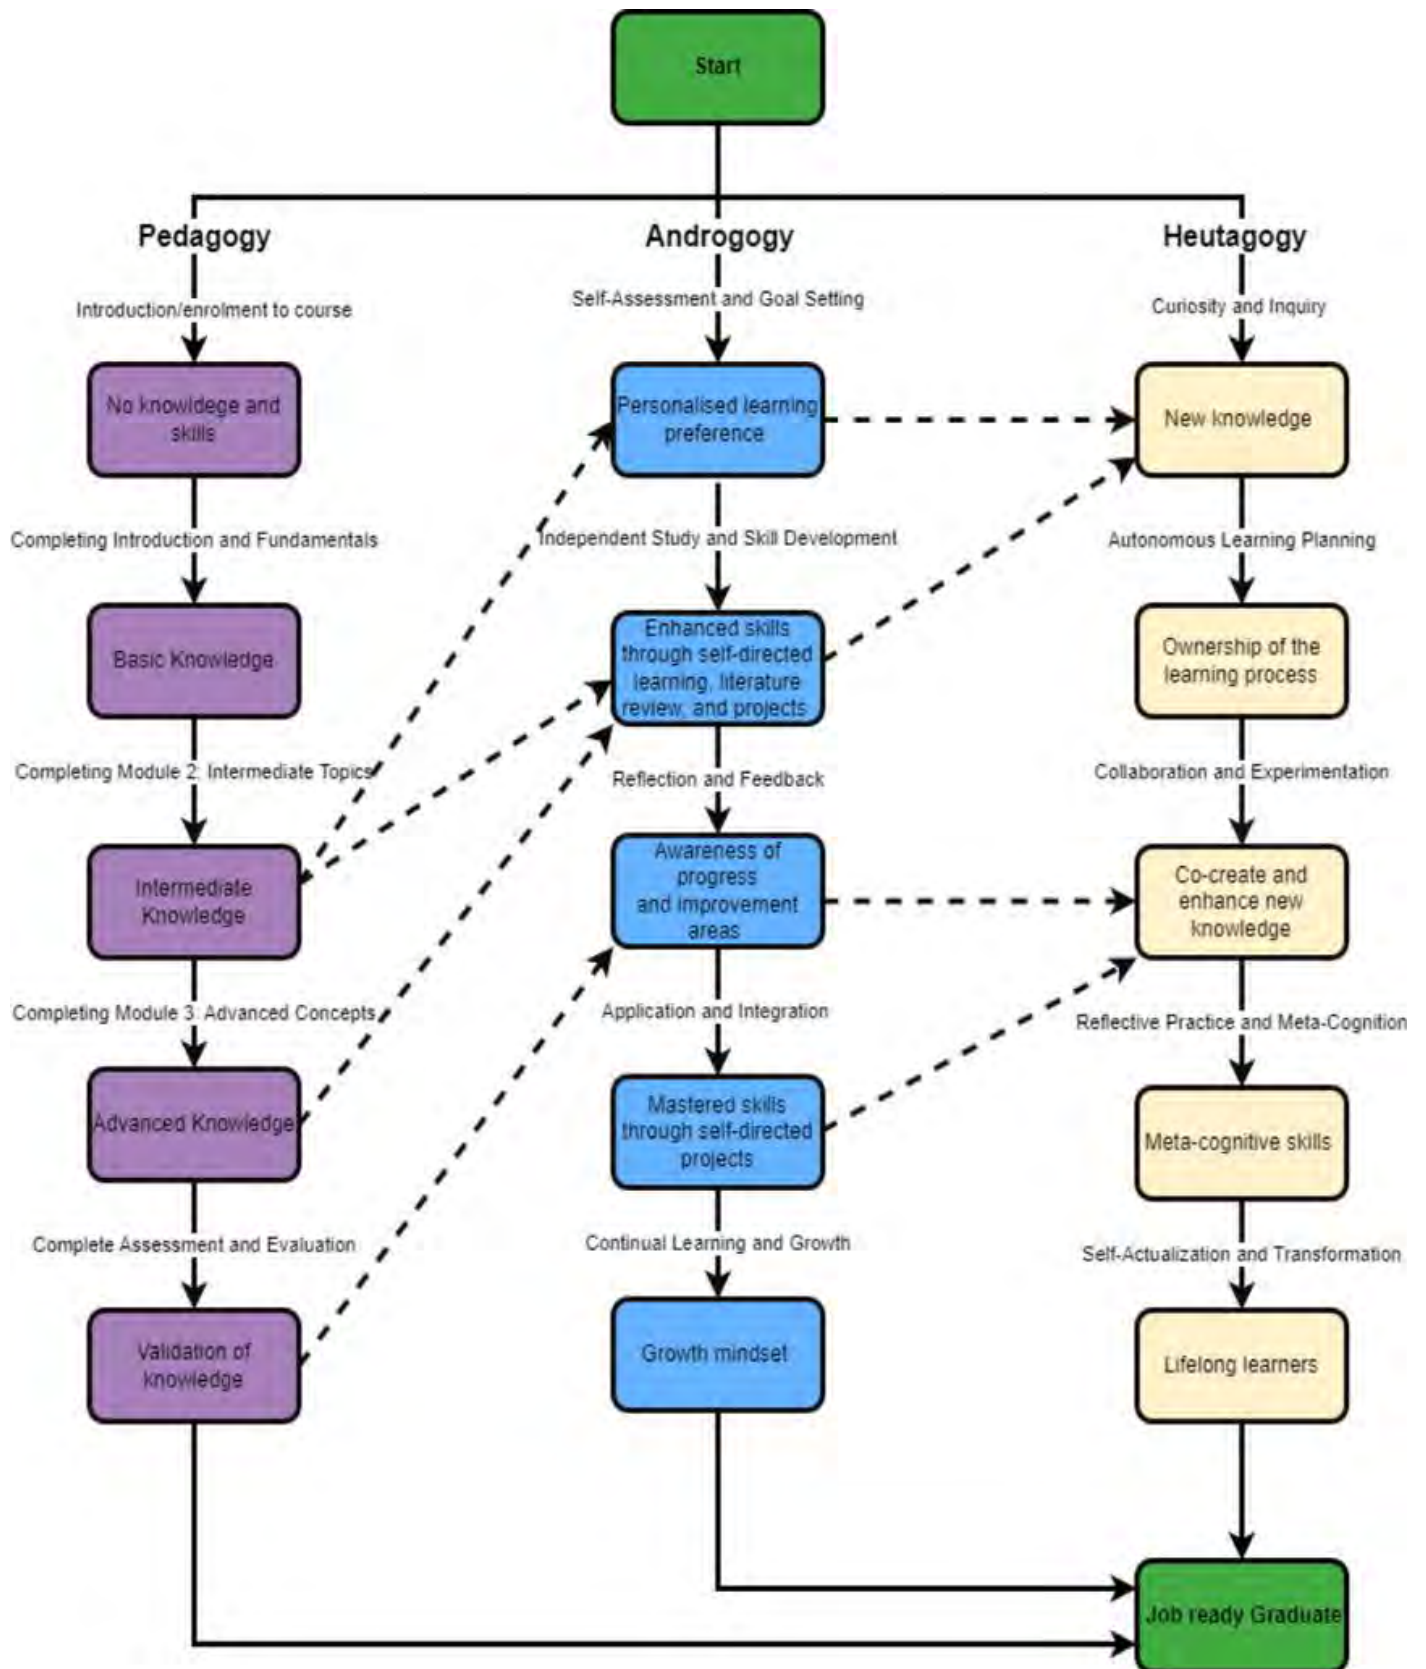 Start
Pedagogy
Androgogy
Heutagogy
Introduction/enrolment to course
Self-Assessment and Goal Setting
Curiosity and Inquiry
No knowldege and
skills
Personalised learning
preference
New knowledge
Completing Introduction and Fundamentals
Independent Study and Skill Development
Autonomous Learning Planning
Basic Knowledge
Enhanced skills
through self-directed
learning, literature
review, and projects
Ownership of the
learning process
Completing Module 2: Intermediate Topics
Reflection and Feedback
Collaboration and Experimentation
Intermediate
Knowledge
Awareness of
progress
and improvement
areas
Co-create and
enhance new
knowledge
Completing Module 3: Advanced Concepts
Application and Integration
Reflective Practice and Meta-Cognition
Advanced Knowledge
Mastered skills
through self-directed
projects
Meta-cognitive skills
Complete Assessment and Evaluation
Continual Learning and Growth
Self-Actualization and Transformation
Validation of
knowledge
Growth mindset
Lifelong learners
Job ready Graduate